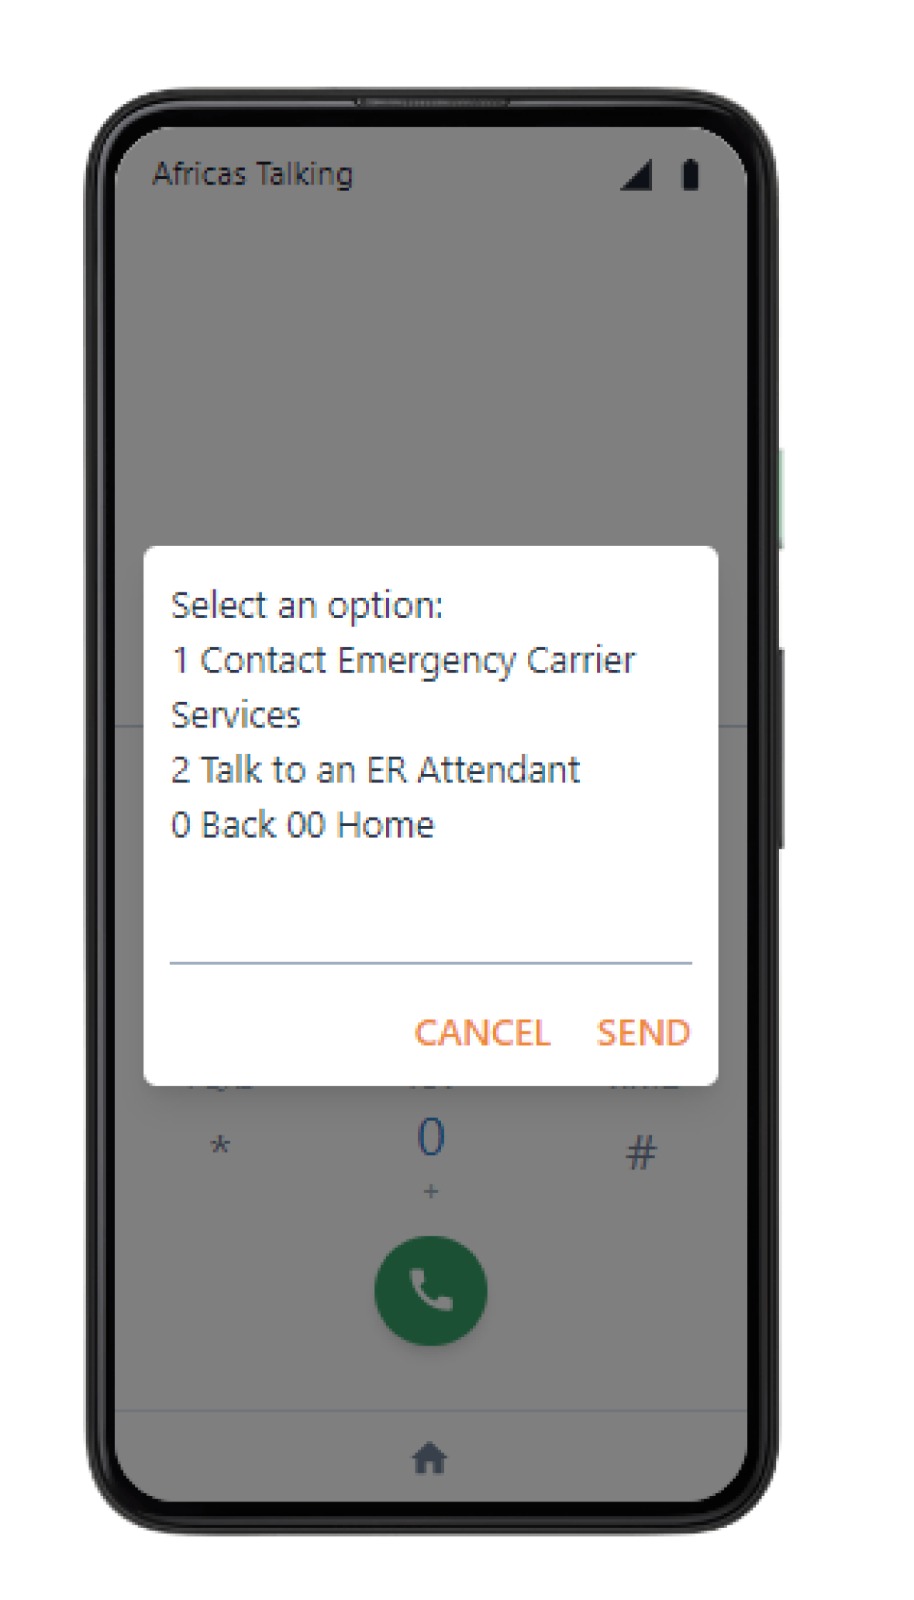 Africas Talking
Select an option:
1 Contact Emergency Carrier
Services
2 Talk to an ER Attendant
0 Back 00 Home
CANCEL SEND
* 0 #
+